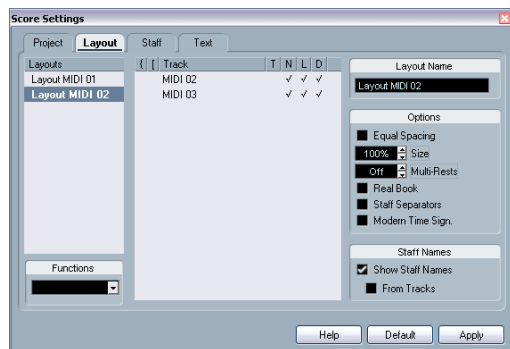 Score Settings
Project Layout Staff Text
Layouts
Layout MIDI 01
Layout MIDI 02
{ [ Track T N L D
MIDI 02 √ √ √
MIDI 03 √ √ √
Layout Name
Layout MIDI 02
Options
Equal Spacing
100% Size
Off Multi-Rests
Real Book
Staff Separators
Modern Time Sign.
Staff Names
Show Staff Names
From Tracks
Functions
Help Default Apply